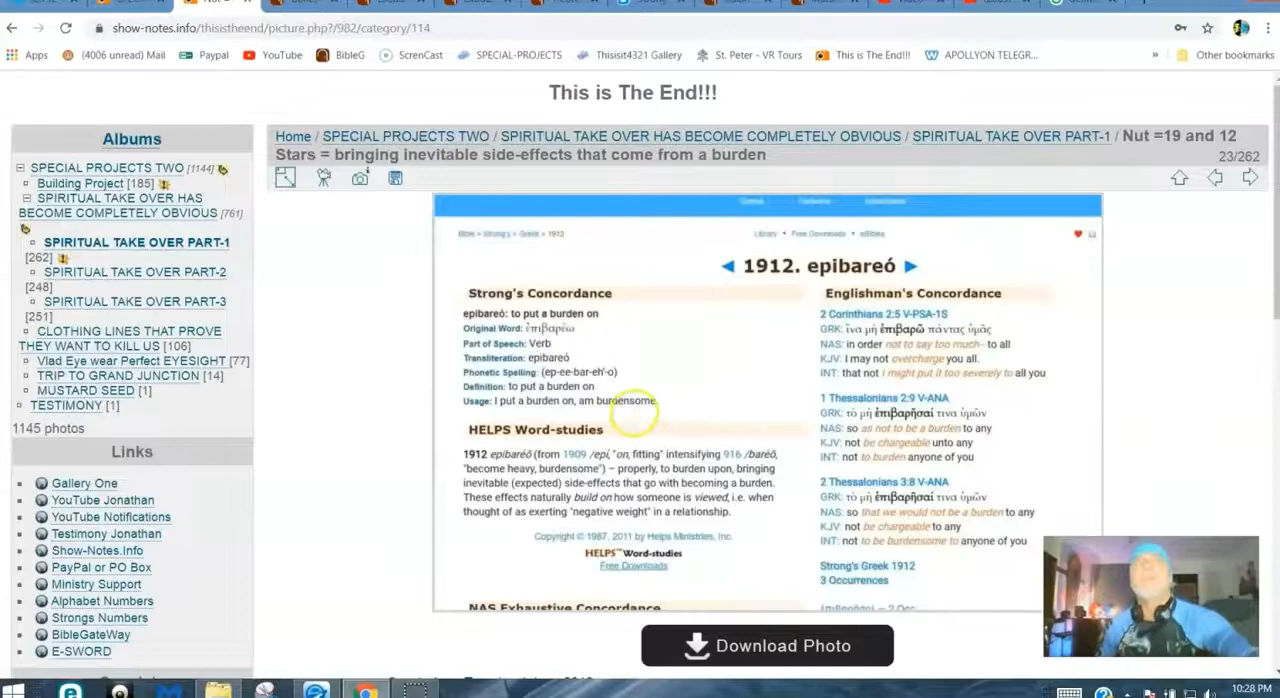 show-notes.info/thisistheend/picture.php?/982/category/114
Apps (4006 unread) Mail Paypal YouTube BibleG ScrenCast SPECIAL-PROJECTS Thisisit4321 Gallery St. Peter - VR Tours This is The End!!! APOLLYON TELEGR... » Other bookmarks
This is The End!!!
Albums
SPECIAL PROJECTS TWO [1144]
Building Project [185]
SPIRITUAL TAKE OVER HAS
BECOME COMPLETELY OBVIOUS [761]
SPIRITUAL TAKE OVER PART-1
[262]
SPIRITUAL TAKE OVER PART-2
[248]
SPIRITUAL TAKE OVER PART-3
[251]
CLOTHING LINES THAT PROVE
THEY WANT TO KILL US [106]
Vlad Eye wear Perfect EYESIGHT [77]
TRIP TO GRAND JUNCTION [14]
MUSTARD SEED [1]
TESTIMONY [1]
1145 photos
Links
Gallery One
YouTube Jonathan
YouTube Notifications
Testimony Jonathan
Show-Notes.Info
PayPal or PO Box
Ministry Support
Alphabet Numbers
Strongs Numbers
BibleGateWay
E-SWORD
Home / SPECIAL PROJECTS TWO / SPIRITUAL TAKE OVER HAS BECOME COMPLETELY OBVIOUS / SPIRITUAL TAKE OVER PART-1 / Nut =19 and 12
Stars = bringing inevitable side-effects that come from a burden
23/262
Bible > Strong's > Greek > 1912
Library • Free Downloads • eBibles
◄ 1912. epibareó ►
Strong's Concordance
epibareó: to put a burden on
Original Word: ἐπιβαρέω
Part of Speech: Verb
Transliteration: epibareó
Phonetic Spelling: (ep-ee-bar-eh'-o)
Definition: to put a burden on
Usage: I put a burden on, am burdensome.
HELPS Word-studies
1912 epibaréō (from 1909 /epí, "on, fitting" intensifying 916 /baréō,
"become heavy, burdensome") – properly, to burden upon, bringing
inevitable (expected) side-effects that go with becoming a burden.
These effects naturally build on how someone is viewed, i.e. when
thought of as exerting "negative weight" in a relationship.
Copyright © 1987, 2011 by Helps Ministries, Inc.
HELPS™ Word-studies
Free Downloads
NAS Exhaustive Concordance
Englishman's Concordance
2 Corinthians 2:5 V-PSA-1S
GRK: ἵνα μὴ ἐπιβαρῶ πάντας ὑμᾶς
NAS: in order not to say too much-- to all
KJV: I may not overcharge you all.
INT: that not I might put it too severely to all you
1 Thessalonians 2:9 V-ANA
GRK: τὸ μὴ ἐπιβαρῆσαί τινα ὑμῶν
NAS: so as not to be a burden to any
KJV: not be chargeable unto any
INT: not to burden anyone of you
2 Thessalonians 3:8 V-ANA
GRK: τὸ μὴ ἐπιβαρῆσαί τινα ὑμῶν
NAS: so that we would not be a burden to any
KJV: not be chargeable to any
INT: not to be burdensome to anyone of you
Strong's Greek 1912
3 Occurrences
ἐπιβαρῆσαί — 2 Occ.
Download Photo
10:28 PM